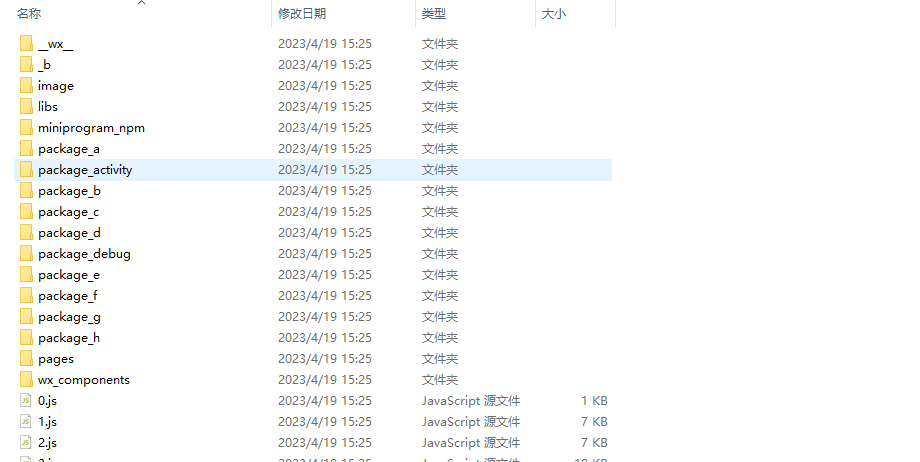 名称 修改日期 类型 大小
__wx__ 2023/4/19 15:25 文件夹
_b 2023/4/19 15:25 文件夹
image 2023/4/19 15:25 文件夹
libs 2023/4/19 15:25 文件夹
miniprogram_npm 2023/4/19 15:25 文件夹
package_a 2023/4/19 15:25 文件夹
package_activity 2023/4/19 15:25 文件夹
package_b 2023/4/19 15:25 文件夹
package_c 2023/4/19 15:25 文件夹
package_d 2023/4/19 15:25 文件夹
package_debug 2023/4/19 15:25 文件夹
package_e 2023/4/19 15:25 文件夹
package_f 2023/4/19 15:25 文件夹
package_g 2023/4/19 15:25 文件夹
package_h 2023/4/19 15:25 文件夹
pages 2023/4/19 15:25 文件夹
wx_components 2023/4/19 15:25 文件夹
0.js 2023/4/19 15:25 JavaScript 源文件 1 KB
1.js 2023/4/19 15:25 JavaScript 源文件 7 KB
2.js 2023/4/19 15:25 JavaScript 源文件 7 KB